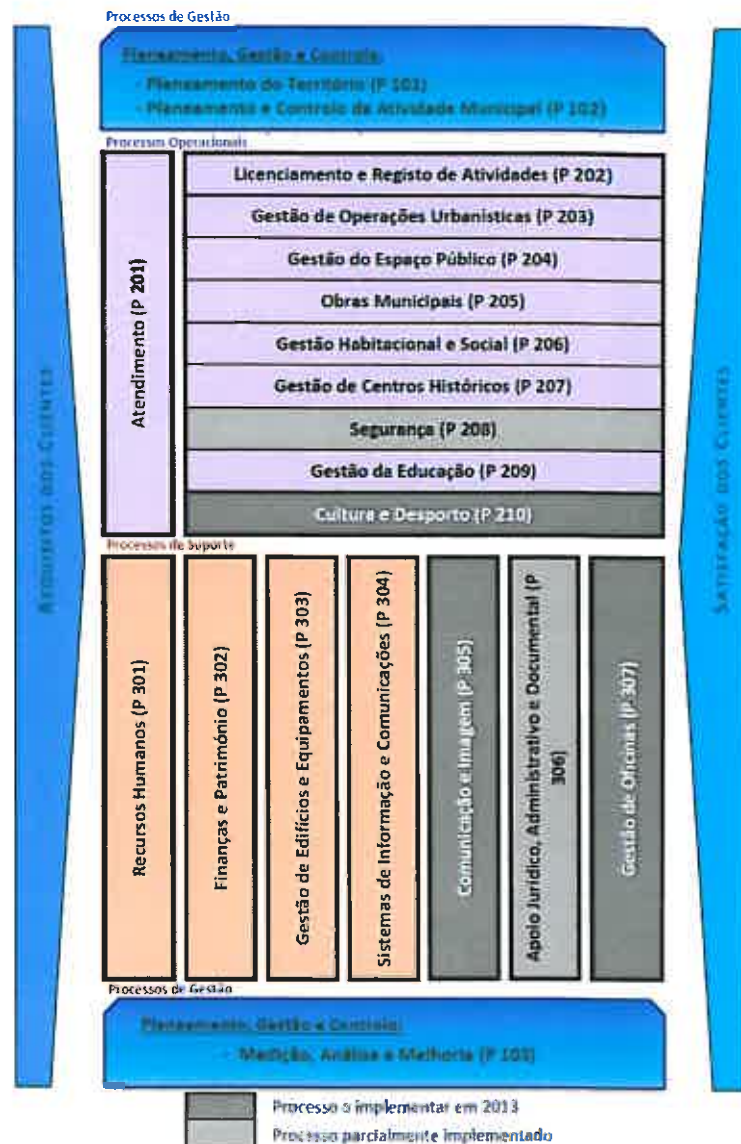 Processos de Gestão
Planeamento, Gestão e Controlo:
- Planeamento do Território (P 101)
- Planeamento e Controlo da Atividade Municipal (P 102)
Processos Operacionais
Atendimento (P 201)
Licenciamento e Registo de Atividades (P 202)
Gestão de Operações Urbanísticas (P 203)
Gestão do Espaço Público (P 204)
Obras Municipais (P 205)
Gestão Habitacional e Social (P 206)
Gestão de Centros Históricos (P 207)
Segurança (P 208)
Gestão da Educação (P 209)
Cultura e Desporto (P 210)
REQUISITOS DOS CLIENTES
SATISFAÇÃO DOS CLIENTES
Processos de Suporte
Recursos Humanos (P 301)
Finanças e Património (P 302)
Gestão de Edifícios e Equipamentos (P 303)
Sistemas de Informação e Comunicações (P 304)
Comunicação e Imagem (P 305)
Apoio Jurídico, Administrativo e Documental (P
306)
Gestão de Oficinas (P 307)
Processos de Gestão
Planeamento, Gestão e Controlo:
- Medição, Análise e Melhoria (P 103)
Processo a implementar em 2013
Processo parcialmente implementado